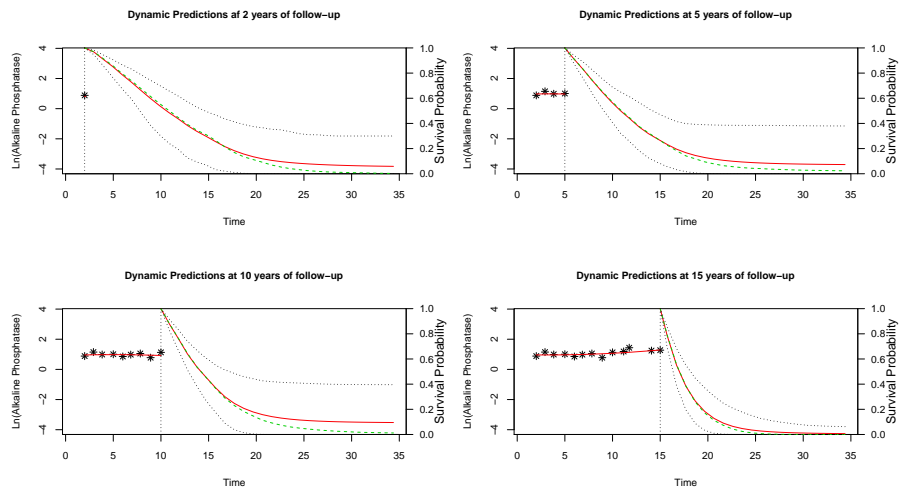 Dynamic Predictions af 2 years of follow−up
Ln(Alkaline Phosphatase)
4
2
0
−2
−4
1.0
0.8
0.6
0.4
0.2
0.0
Survival Probability
0 5 10 15 20 25 30 35
Time
Dynamic Predictions at 5 years of follow−up
Ln(Alkaline Phosphatase)
4
2
0
−2
−4
1.0
0.8
0.6
0.4
0.2
0.0
Survival Probability
0 5 10 15 20 25 30 35
Time
Dynamic Predictions at 10 years of follow−up
Ln(Alkaline Phosphatase)
4
2
0
−2
−4
1.0
0.8
0.6
0.4
0.2
0.0
Survival Probability
0 5 10 15 20 25 30 35
Time
Dynamic Predictions at 15 years of follow−up
Ln(Alkaline Phosphatase)
4
2
0
−2
−4
1.0
0.8
0.6
0.4
0.2
0.0
Survival Probability
0 5 10 15 20 25 30 35
Time